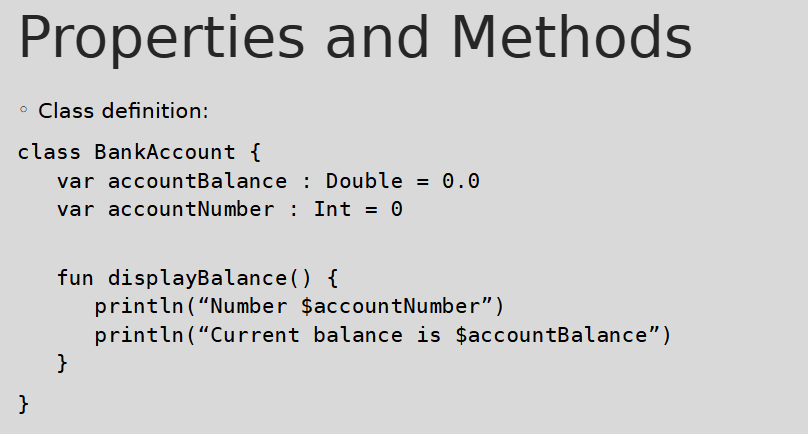 Properties and Methods
◦ Class definition:
class BankAccount {
   var accountBalance : Double = 0.0
   var accountNumber : Int = 0
   fun displayBalance() {
      println(“Number $accountNumber”)
      println(“Current balance is $accountBalance”)
   }
}